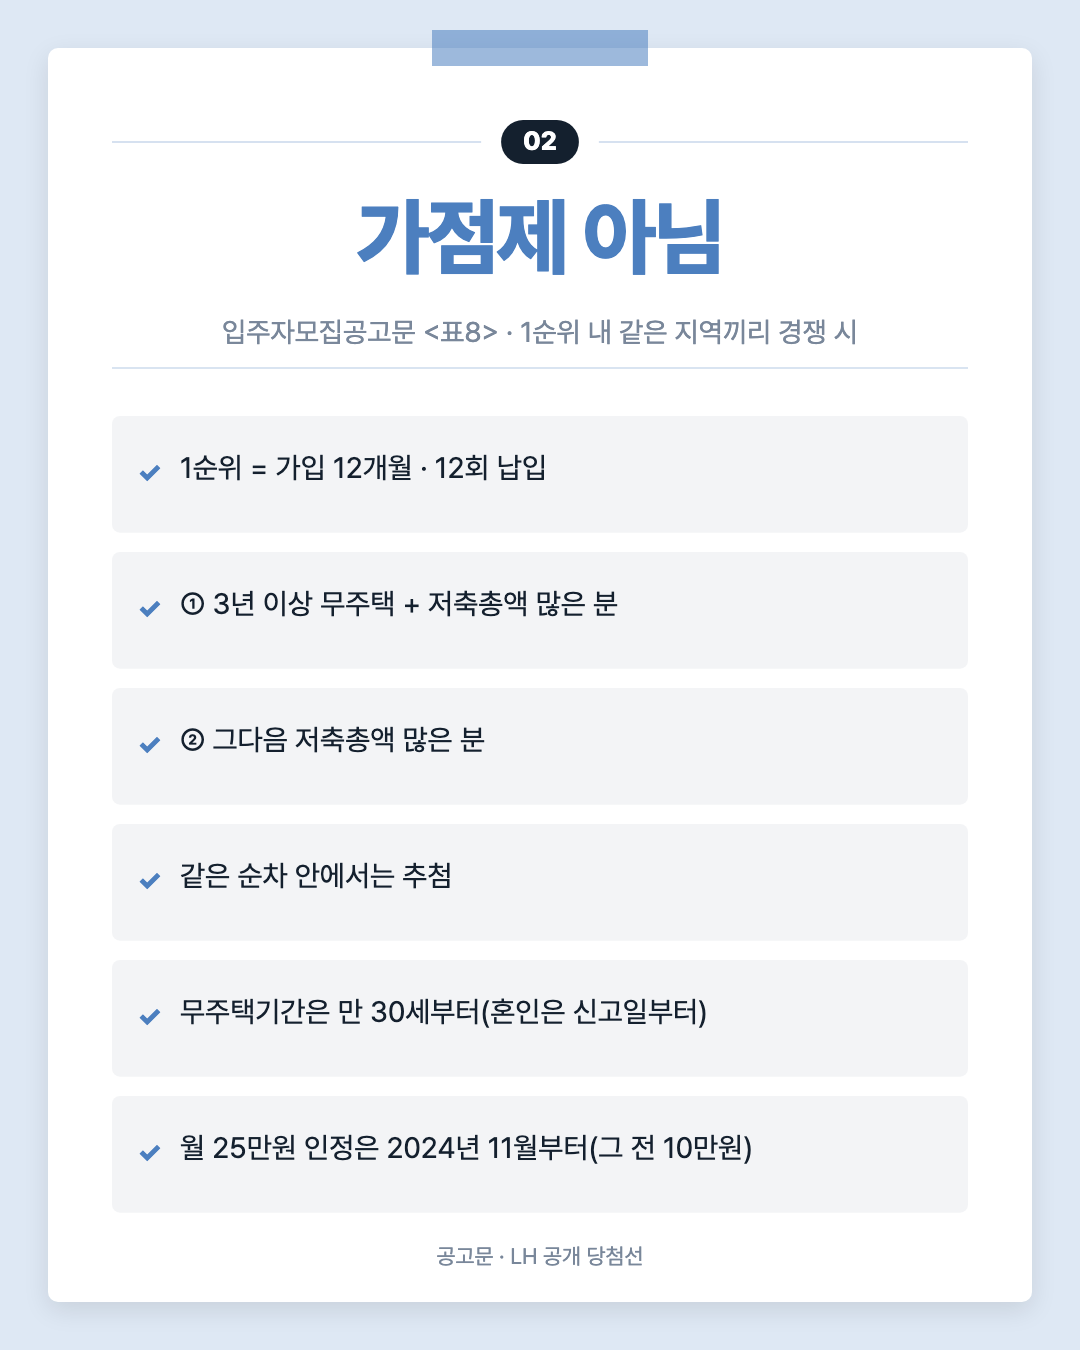 02
가점제 아님
입주자모집공고문 <표8> · 1순위 내 같은 지역끼리 경쟁 시
1순위 = 가입 12개월 · 12회 납입
① 3년 이상 무주택 + 저축총액 많은 분
② 그다음 저축총액 많은 분
같은 순차 안에서는 추첨
무주택기간은 만 30세부터(혼인은 신고일부터)
월 25만원 인정은 2024년 11월부터(그 전 10만원)
공고문 · LH 공개 당첨선